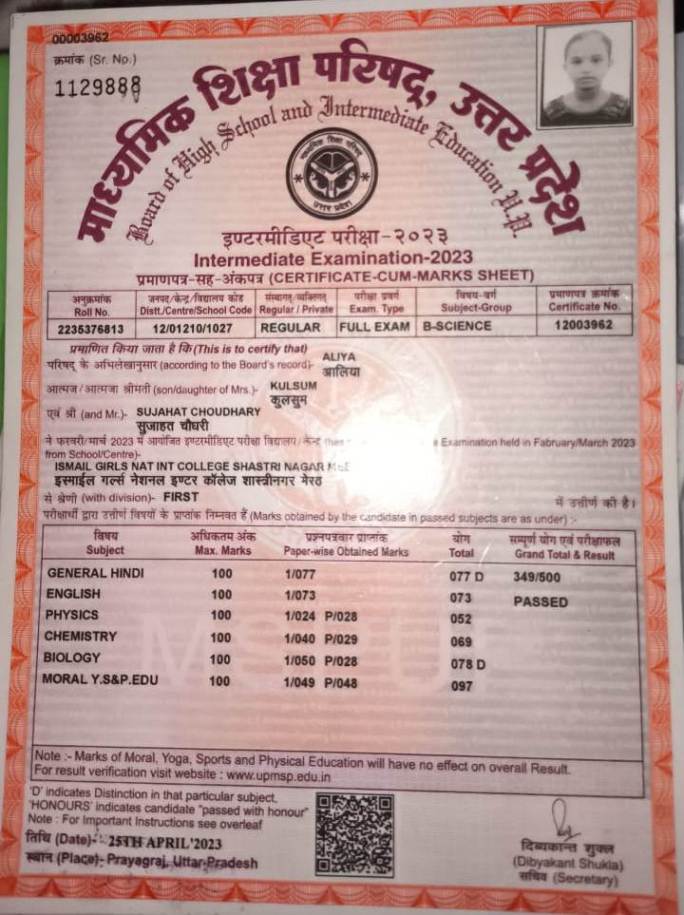 00003962
क्रमांक (Sr. No.)
1129888
माध्यमिक शिक्षा परिषद्, उत्तर प्रदेश
Board of High School and Intermediate Education U.P.
माध्यमिक शिक्षा परिषद्
उत्तर प्रदेश
इण्टरमीडिएट परीक्षा-२०२३
Intermediate Examination-2023
प्रमाणपत्र-सह-अंकपत्र (CERTIFICATE-CUM-MARKS SHEET)
अनुक्रमांक जनपद/केन्द्र/विद्यालय कोड संस्थागत/व्यक्तिगत परीक्षा प्रकार विषय-वर्ग प्रमाणपत्र क्रमांक
Roll No. Distt./Centre/School Code Regular / Private Exam. Type Subject-Group Certificate No.
2235376813 12/01210/1027 REGULAR FULL EXAM B-SCIENCE 12003962
प्रमाणित किया जाता है कि (This is to certify that)
ALIYA
परिषद् के अभिलेखानुसार (according to the Board's record)-
आलिया
आत्मज/आत्मजा श्रीमती (son/daughter of Mrs.)- KULSUM
कुलसुम
एवं श्री (and Mr.)- SUJAHAT CHOUDHARY
सुजाहत चौधरी
ने फरवरी/मार्च 2023 में आयोजित इण्टरमीडिएट परीक्षा विद्यालय/केन्द्र Examination held in Fabruary/March 2023
from School/Centre)-
ISMAIL GIRLS NAT INT COLLEGE SHASTRI NAGAR
इस्माईल गर्ल्स नेशनल इण्टर कॉलेज शास्त्रीनगर मेरठ
से श्रेणी (with division)- FIRST में उत्तीर्ण की है।
परीक्षार्थी द्वारा उत्तीर्ण विषयों के प्राप्तांक निम्नवत हैं (Marks obtained by the candidate in passed subjects are as under) :-
विषय अधिकतम अंक प्रश्नपत्रवार प्राप्तांक योग सम्पूर्ण योग एवं परीक्षाफल
Subject Max. Marks Paper-wise Obtained Marks Total Grand Total & Result
GENERAL HINDI 100 1/077 077 D 349/500
ENGLISH 100 1/073 073 PASSED
PHYSICS 100 1/024 P/028 052
CHEMISTRY 100 1/040 P/029 069
BIOLOGY 100 1/050 P/028 078 D
MORAL Y.S&P.EDU 100 1/049 P/048 097
Note :- Marks of Moral, Yoga, Sports and Physical Education will have no effect on overall Result.
For result verification visit website : www.upmsp.edu.in
'D' indicates Distinction in that particular subject.
'HONOURS' indicates candidate "passed with honour"
Note : For Important Instructions see overleaf
तिथि (Date)- 25TH APRIL'2023
स्थान (Place)- Prayagraj, Uttar-Pradesh
दिब्यकान्त शुक्ल
(Dibyakant Shukla)
सचिव (Secretary)